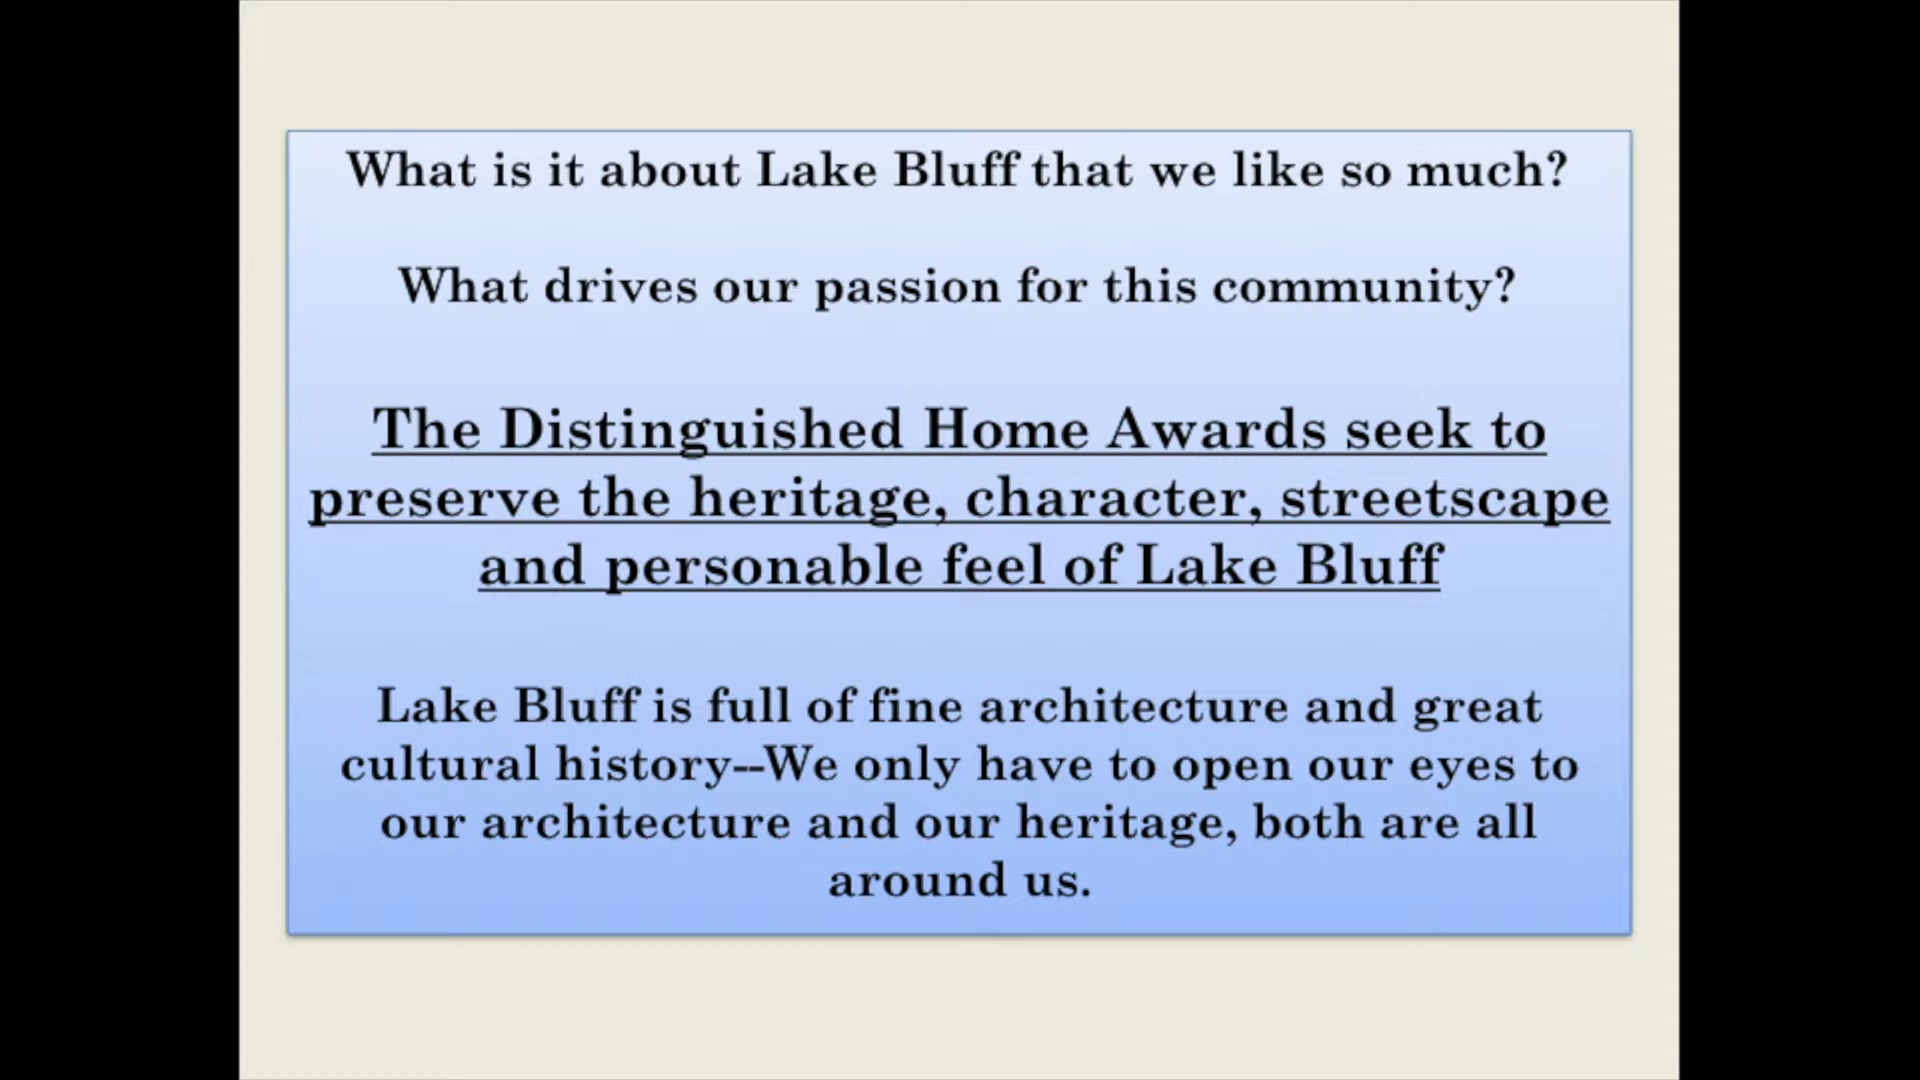 What is it about Lake Bluff that we like so much?
What drives our passion for this community?
The Distinguished Home Awards seek to
preserve the heritage, character, streetscape
and personable feel of Lake Bluff
Lake Bluff is full of fine architecture and great
cultural history--We only have to open our eyes to
our architecture and our heritage, both are all
around us.